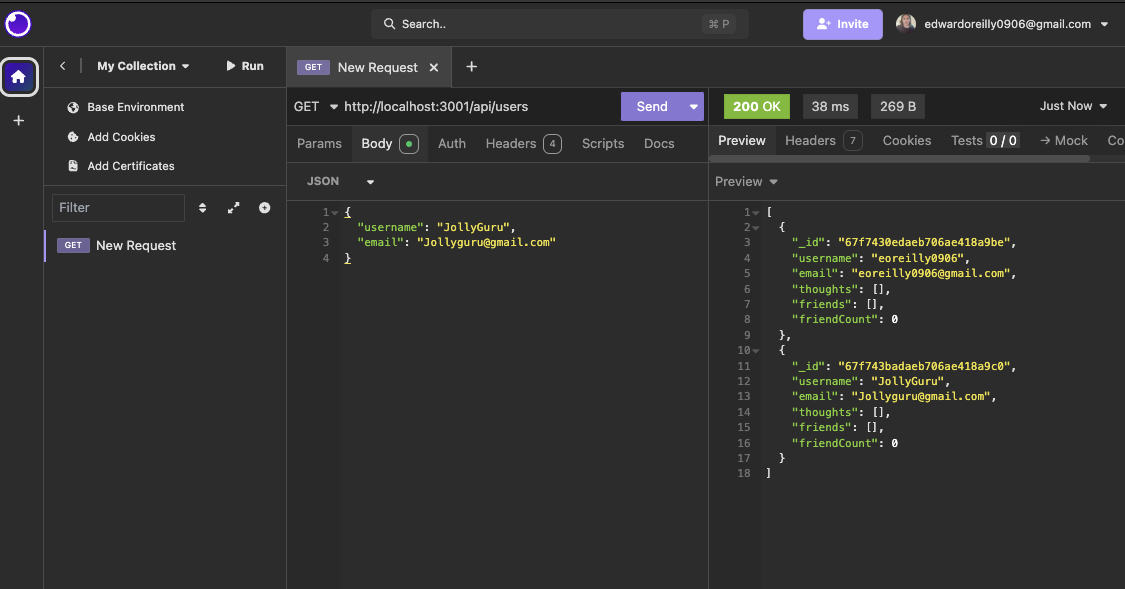 Search..
⌘ P
Invite
edwardoreilly0906@gmail.com
My Collection
Run
GET New Request
GET http://localhost:3001/api/users
Send
200 OK
38 ms
269 B
Just Now
Base Environment
Add Cookies
Add Certificates
Params
Body
Auth
Headers 4
Scripts
Docs
Preview
Headers 7
Cookies
Tests 0 / 0
→ Mock
Co
JSON
Preview
Filter
GET New Request
1 {
2 "username": "JollyGuru",
3 "email": "Jollyguru@gmail.com"
4 }
1 [
2 {
3 "_id": "67f7430edaeb706ae418a9be",
4 "username": "eoreilly0906",
5 "email": "eoreilly0906@gmail.com",
6 "thoughts": [],
7 "friends": [],
8 "friendCount": 0
9 },
10 {
11 "_id": "67f743badaeb706ae418a9c0",
12 "username": "JollyGuru",
13 "email": "Jollyguru@gmail.com",
14 "thoughts": [],
15 "friends": [],
16 "friendCount": 0
17 }
18 ]